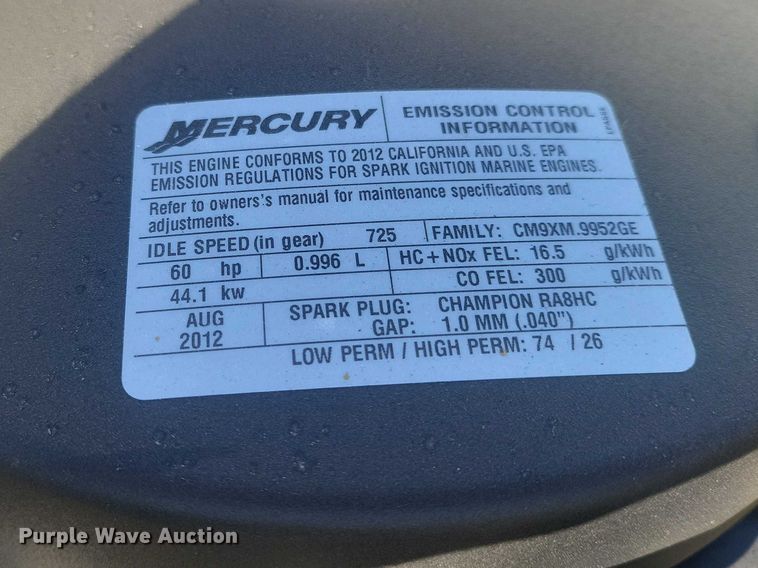 MERCURY
EMISSION CONTROL
INFORMATION
THIS ENGINE CONFORMS TO 2012 CALIFORNIA AND U.S. EPA
EMISSION REGULATIONS FOR SPARK IGNITION MARINE ENGINES.
Refer to owners's manual for maintenance specifications and
adjustments.
IDLE SPEED (in gear) 725 FAMILY: CM9XM.9952GE
60 hp 0.996 L HC+NOx FEL: 16.5 g/kWh
44.1 kw CO FEL: 300 g/kWh
AUG 2012
SPARK PLUG: CHAMPION RA8HC
GAP: 1.0 MM (.040")
LOW PERM / HIGH PERM: 74 / 26
Purple Wave Auction